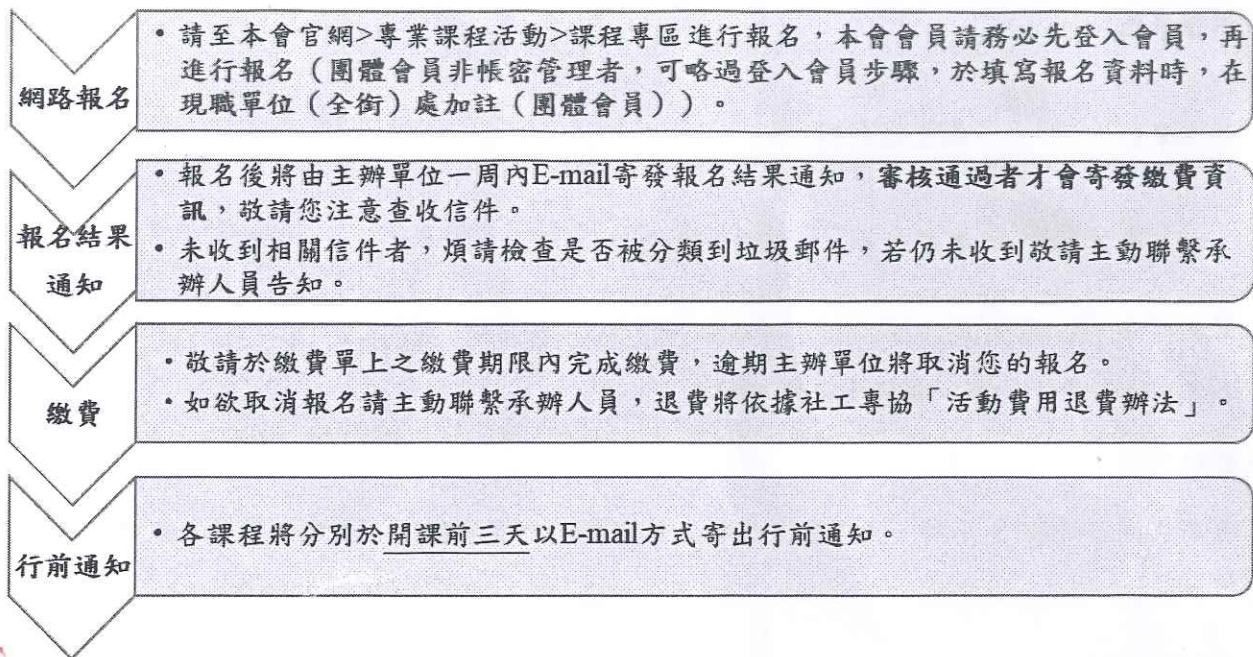 網路報名
• 請至本會官網>專業課程活動>課程專區進行報名，本會會員請務必先登入會員，再
進行報名（團體會員非帳密管理者，可略過登入會員步驟，於填寫報名資料時，在
現職單位（全銜）處加註（團體會員））。
報名結果
通知
• 報名後將由主辦單位一周內E-mail寄發報名結果通知，審核通過者才會寄發繳費資
訊，敬請您注意查收信件。
• 未收到相關信件者，煩請檢查是否被分類到垃圾郵件，若仍未收到敬請主動聯繫承
辦人員告知。
繳費
• 敬請於繳費單上之繳費期限內完成繳費，逾期主辦單位將取消您的報名。
• 如欲取消報名請主動聯繫承辦人員，退費將依據社工專協「活動費用退費辦法」。
行前通知
• 各課程將分別於開課前三天以E-mail方式寄出行前通知。